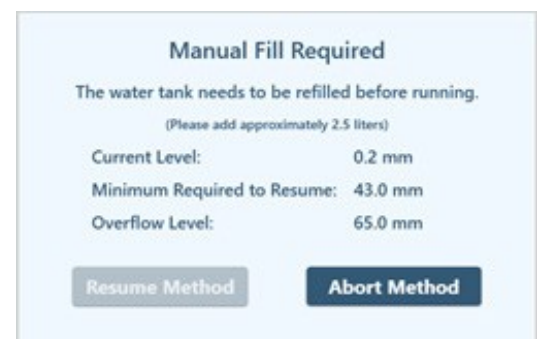 Manual Fill Required
The water tank needs to be refilled before running.
(Please add approximately 2.5 liters)
Current Level: 0.2 mm
Minimum Required to Resume: 43.0 mm
Overflow Level: 65.0 mm
Resume Method Abort Method